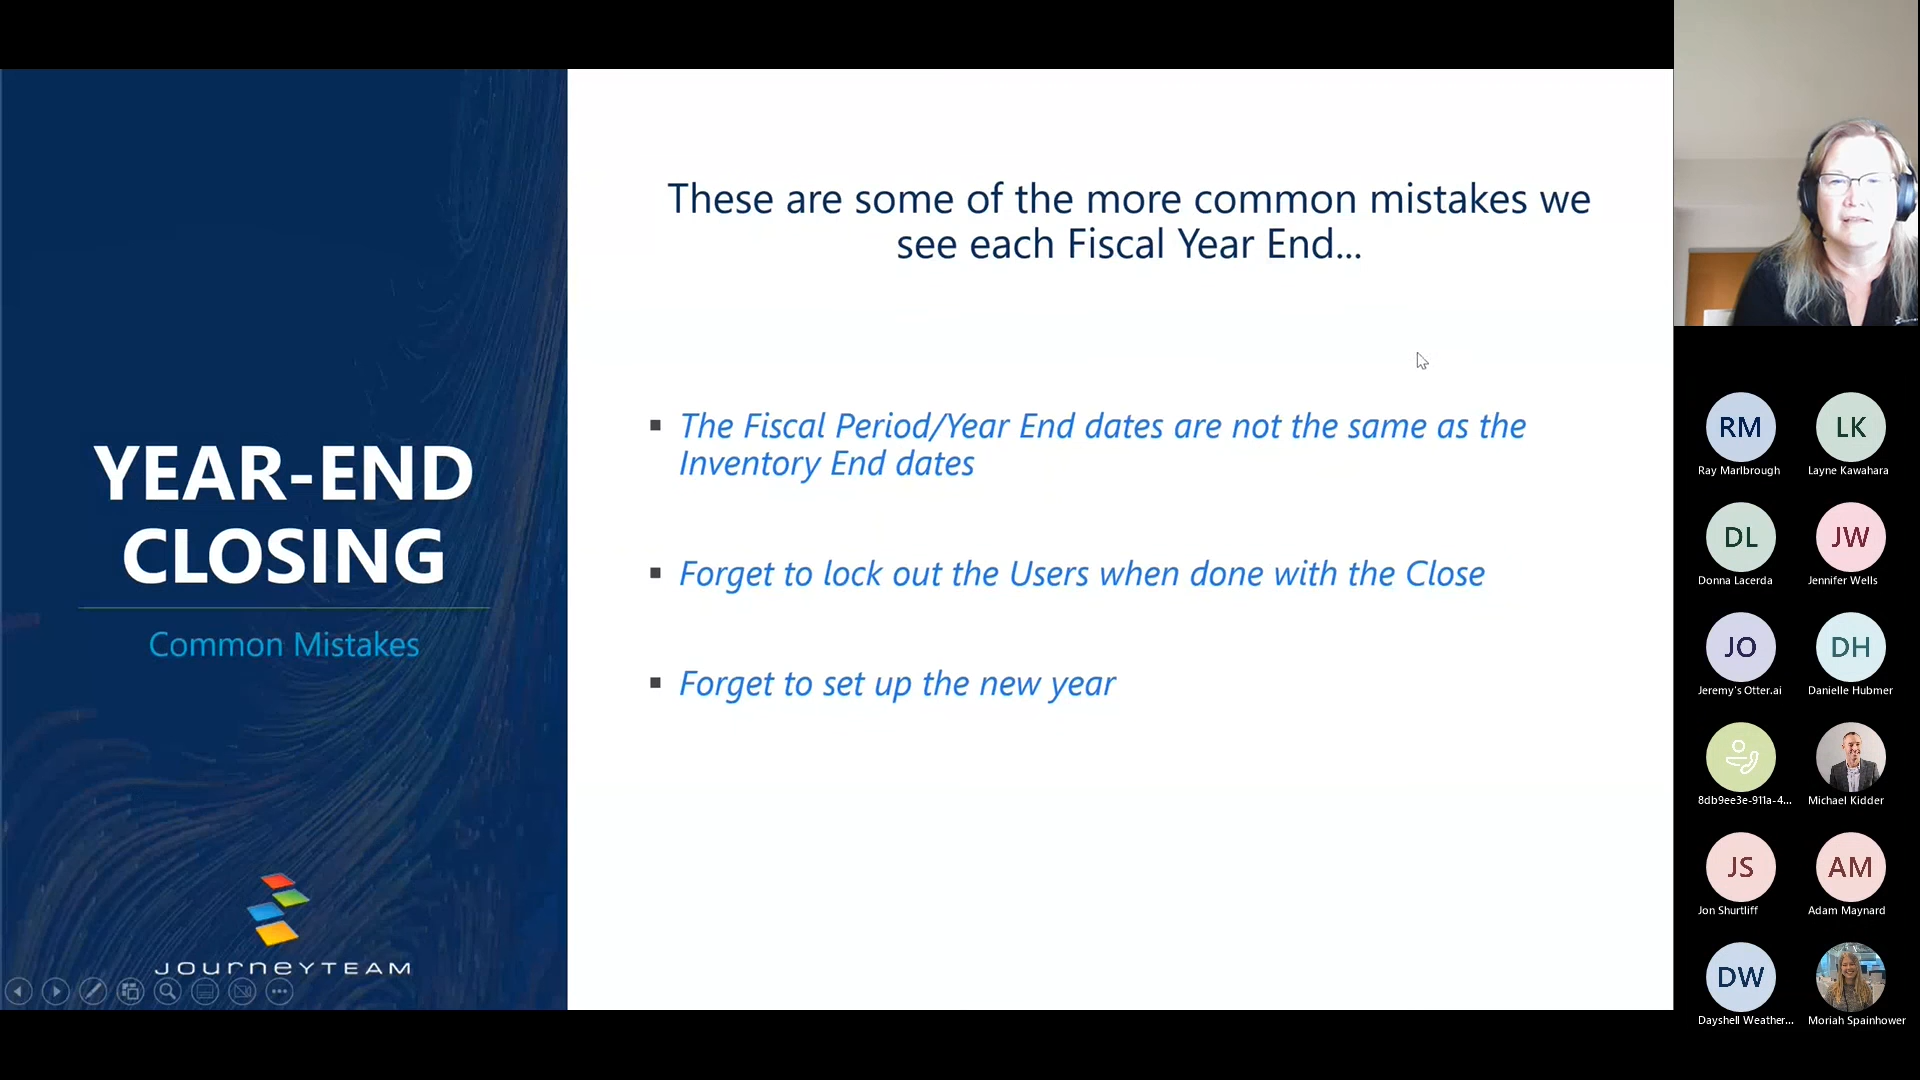 YEAR-END
CLOSING
Common Mistakes
JOURNEYTEAM
These are some of the more common mistakes we
see each Fiscal Year End...
▪ The Fiscal Period/Year End dates are not the same as the
Inventory End dates
▪ Forget to lock out the Users when done with the Close
▪ Forget to set up the new year
RM
Ray Marlbrough
LK
Layne Kawahara
DL
Donna Lacerda
JW
Jennifer Wells
JO
Jeremy's Otter.ai
DH
Danielle Hubmer
8db9ee3e-911a-4...
Michael Kidder
JS
Jon Shurtliff
AM
Adam Maynard
DW
Dayshell Weather...
Moriah Spainhower